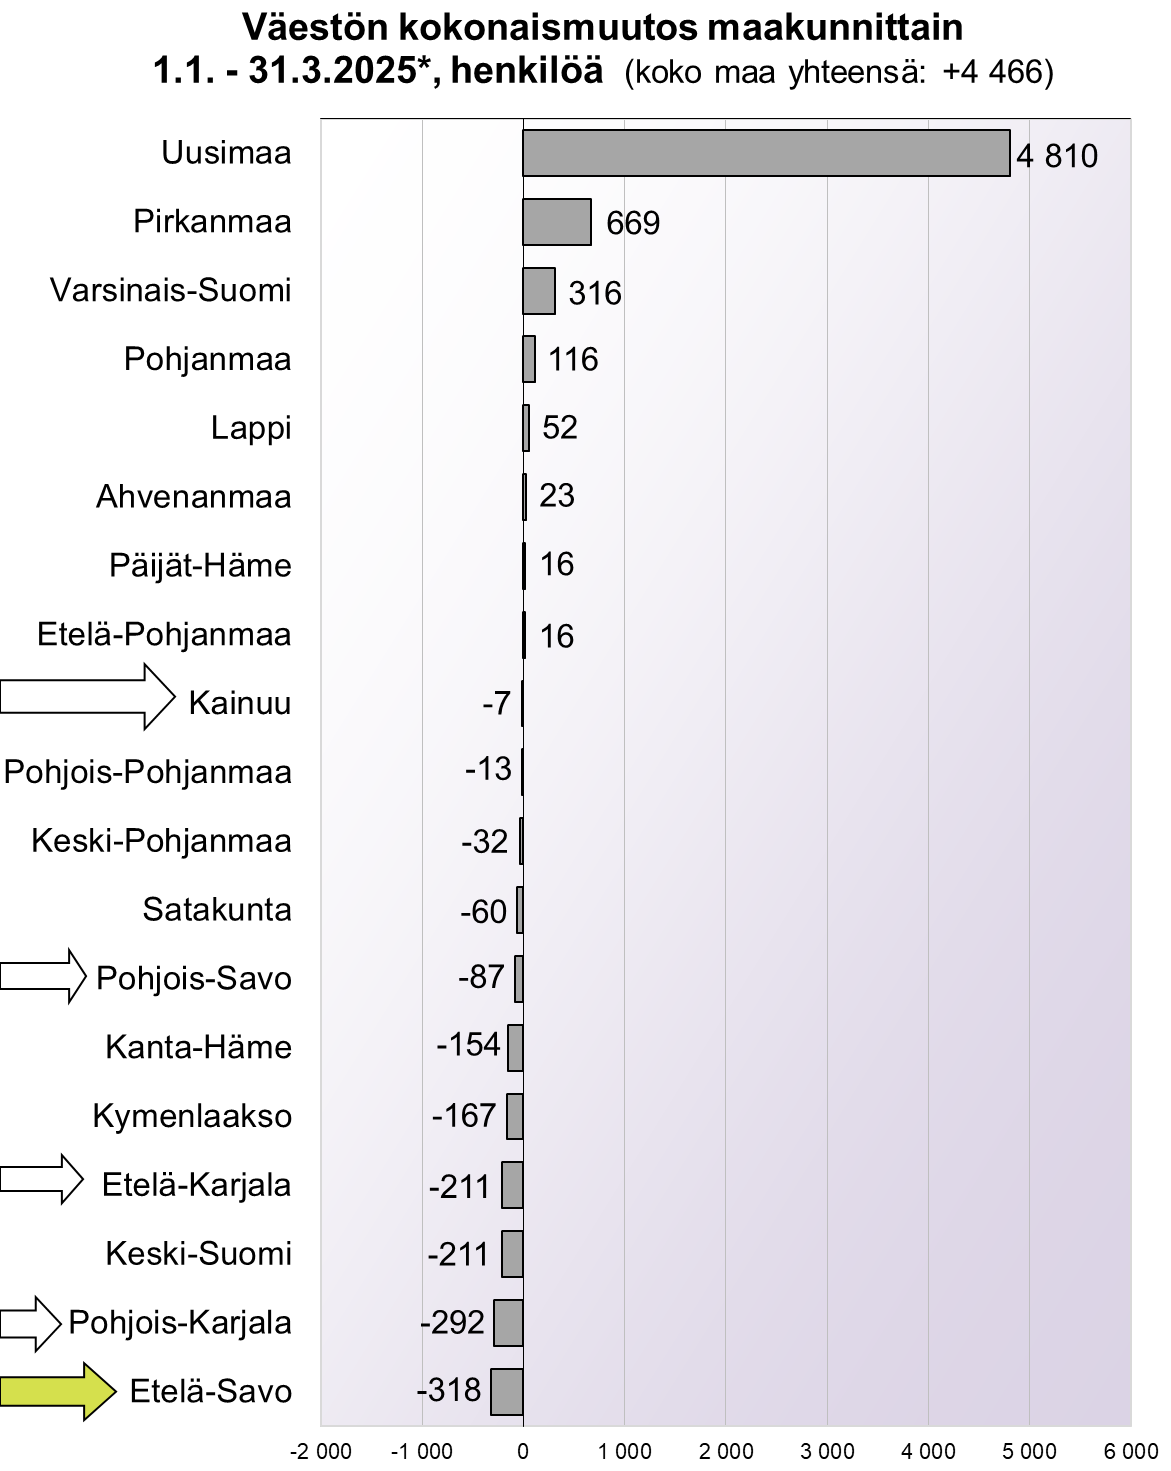 Väestön kokonaismuutos maakunnittain
1.1. - 31.3.2025*, henkilöä (koko maa yhteensä: +4 466)
Uusimaa 4 810
Pirkanmaa 669
Varsinais-Suomi 316
Pohjanmaa 116
Lappi 52
Ahvenanmaa 23
Päijät-Häme 16
Etelä-Pohjanmaa 16
Kainuu -7
Pohjois-Pohjanmaa -13
Keski-Pohjanmaa -32
Satakunta -60
Pohjois-Savo -87
Kanta-Häme -154
Kymenlaakso -167
Etelä-Karjala -211
Keski-Suomi -211
Pohjois-Karjala -292
Etelä-Savo -318
-2 000 -1 000 0 1 000 2 000 3 000 4 000 5 000 6 000